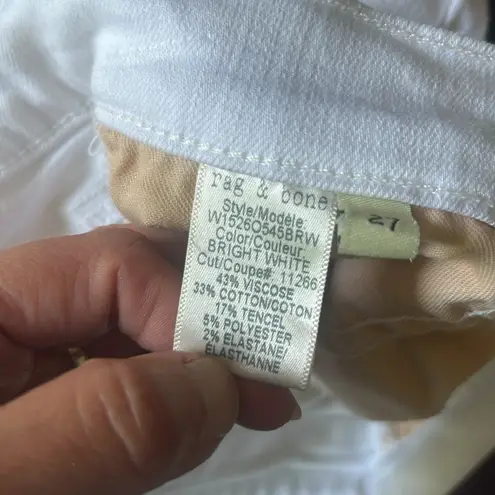 rag & bone
Style/Modèle
W1526O545BRW
Color/Couleur
BRIGHT WHITE
Cut/Coupe# 11266
43% VISCOSE
33% COTTON/COTON
17% TENCEL
5% POLYESTER
2% ELASTANE/
ELASTHANNE
27